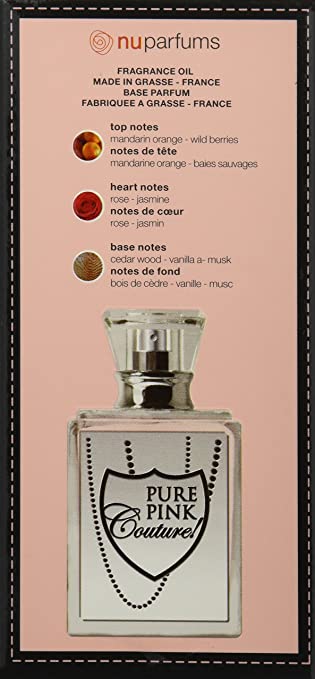 nuparfums
FRAGRANCE OIL
MADE IN GRASSE - FRANCE
BASE PARFUM
FABRIQUEE A GRASSE - FRANCE
top notes
mandarin orange - wild berries
notes de tête
mandarine orange - baies sauvages
heart notes
rose - jasmine
notes de cœur
rose - jasmin
base notes
cedar wood - vanilla a- musk
notes de fond
bois de cèdre - vanille - musc
PURE
PINK
Couture!